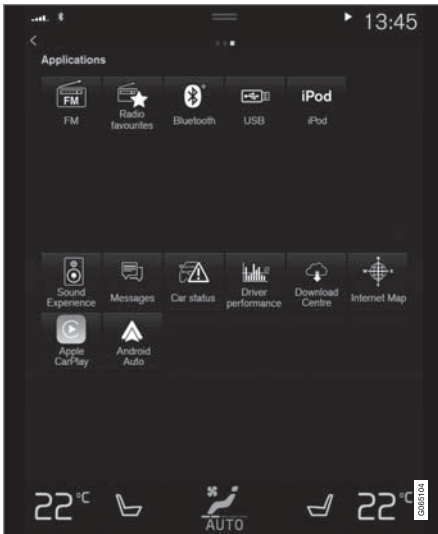 13:45
Applications
FM
FM
Radio
favourites
Bluetooth
USB
iPod
iPod
Sound
Experience
Messages
Car status
Driver
performance
Download
Centre
Internet Map
Apple
CarPlay
Android
Auto
22°C
AUTO
22°C
G065104